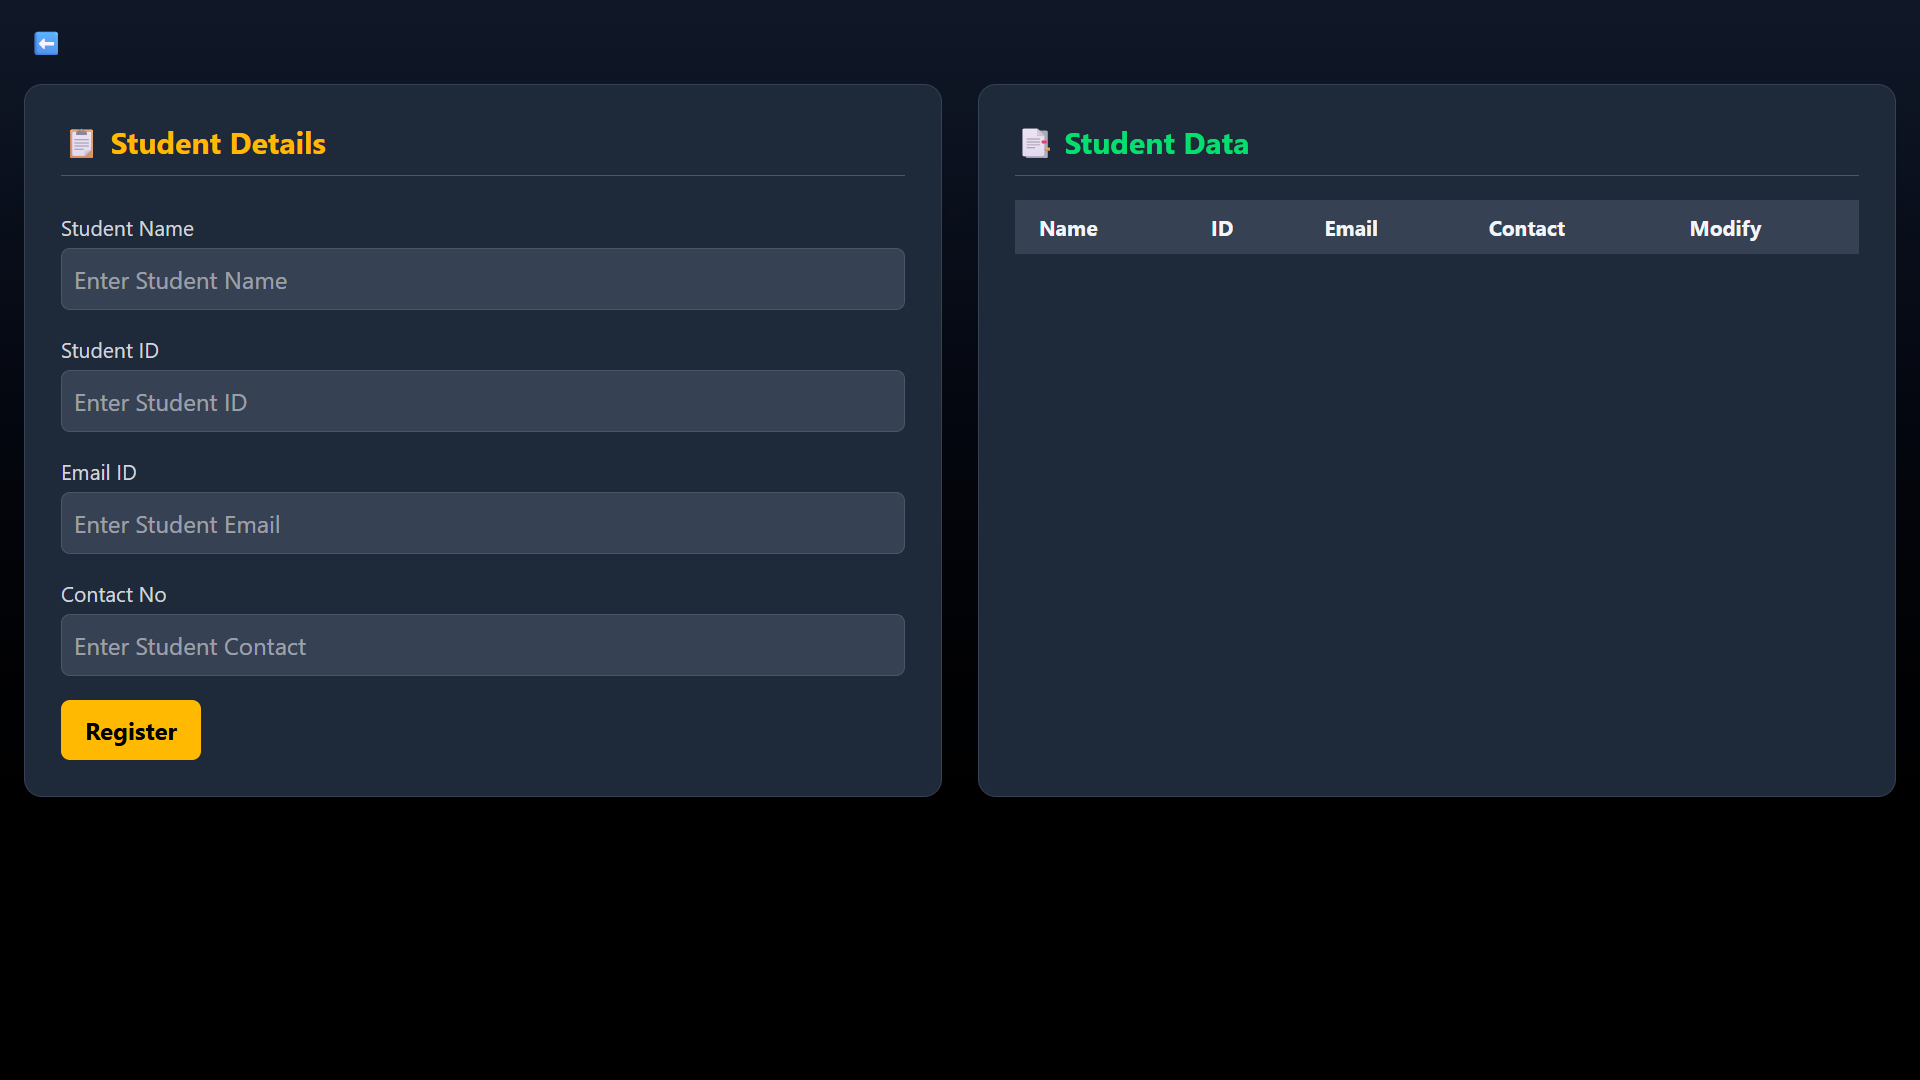 Student Details
Student Name
Enter Student Name
Student ID
Enter Student ID
Email ID
Enter Student Email
Contact No
Enter Student Contact
Register
Student Data
Name ID Email Contact Modify